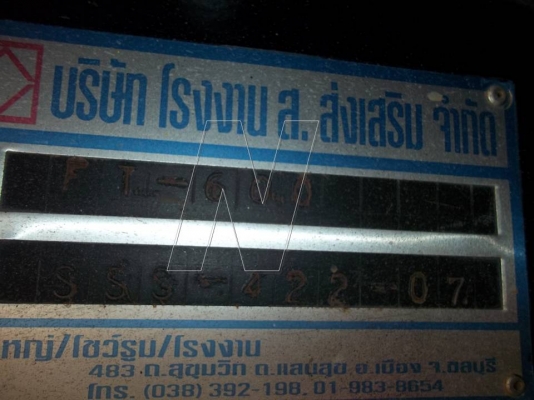 บริษัท โรงงาน ส. ส่งเสริม จำกัด
FT-600
SSS-422-07
หญ่/โชว์รูม/โรงงาน
483 ถ.สุขุมวิท ต.แสนสุข อ.เมือง จ.ชลบุรี
โทร. (038) 392-198, 01-983-8654